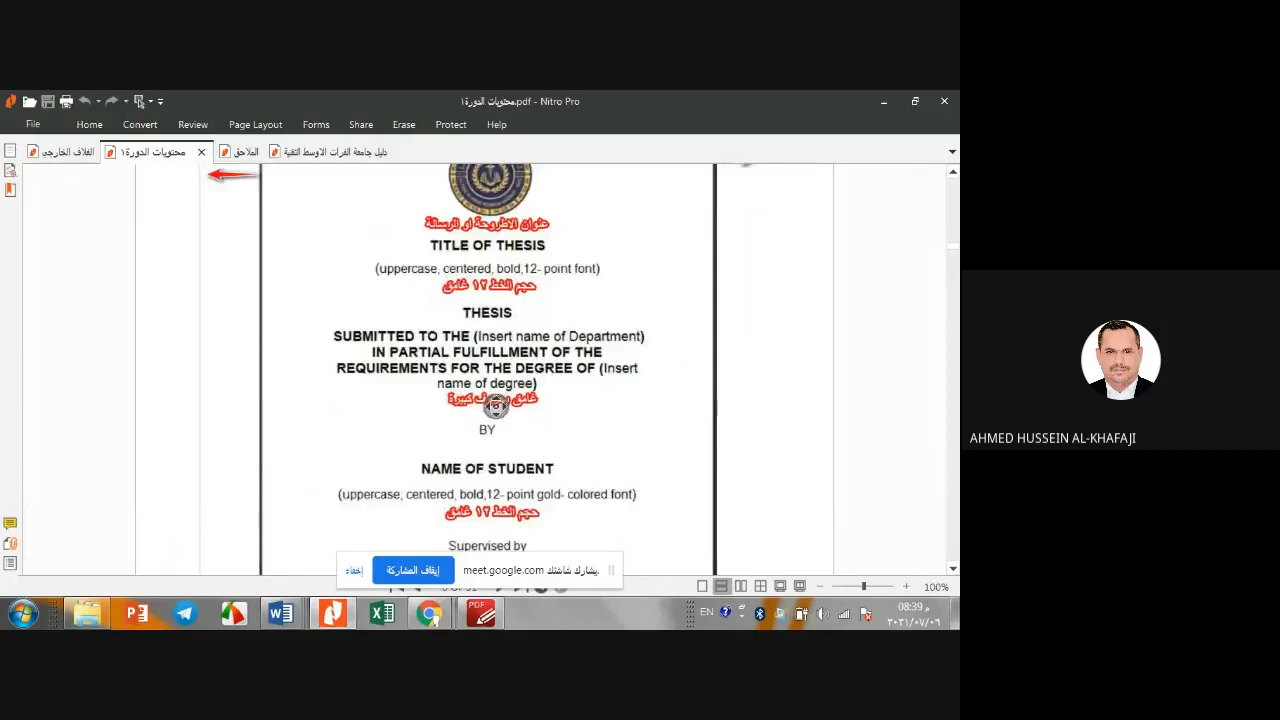 محتويات الدورة١.pdf - Nitro Pro
File Home Convert Review Page Layout Forms Share Erase Protect Help
الغلاف الخارجي
محتويات الدورة١
الملاحق
دليل جامعة الفرات الاوسط التقنية
عنوان الاطروحة او الرسالة
TITLE OF THESIS
(uppercase, centered, bold,12- point font)
حجم الخط ١٢ غامق
THESIS
SUBMITTED TO THE (Insert name of Department)
IN PARTIAL FULFILLMENT OF THE
REQUIREMENTS FOR THE DEGREE OF (Insert
name of degree)
غامق كبيرة
BY
NAME OF STUDENT
(uppercase, centered, bold,12- point gold- colored font)
حجم الخط ١٢ غامق
Supervised by
meet.google.com يشارك شاشتك.
إيقاف المشاركة
إخفاء
100%
EN
08:39 م
٢٠٢١/٠٧/٠٦
AHMED HUSSEIN AL-KHAFAJI